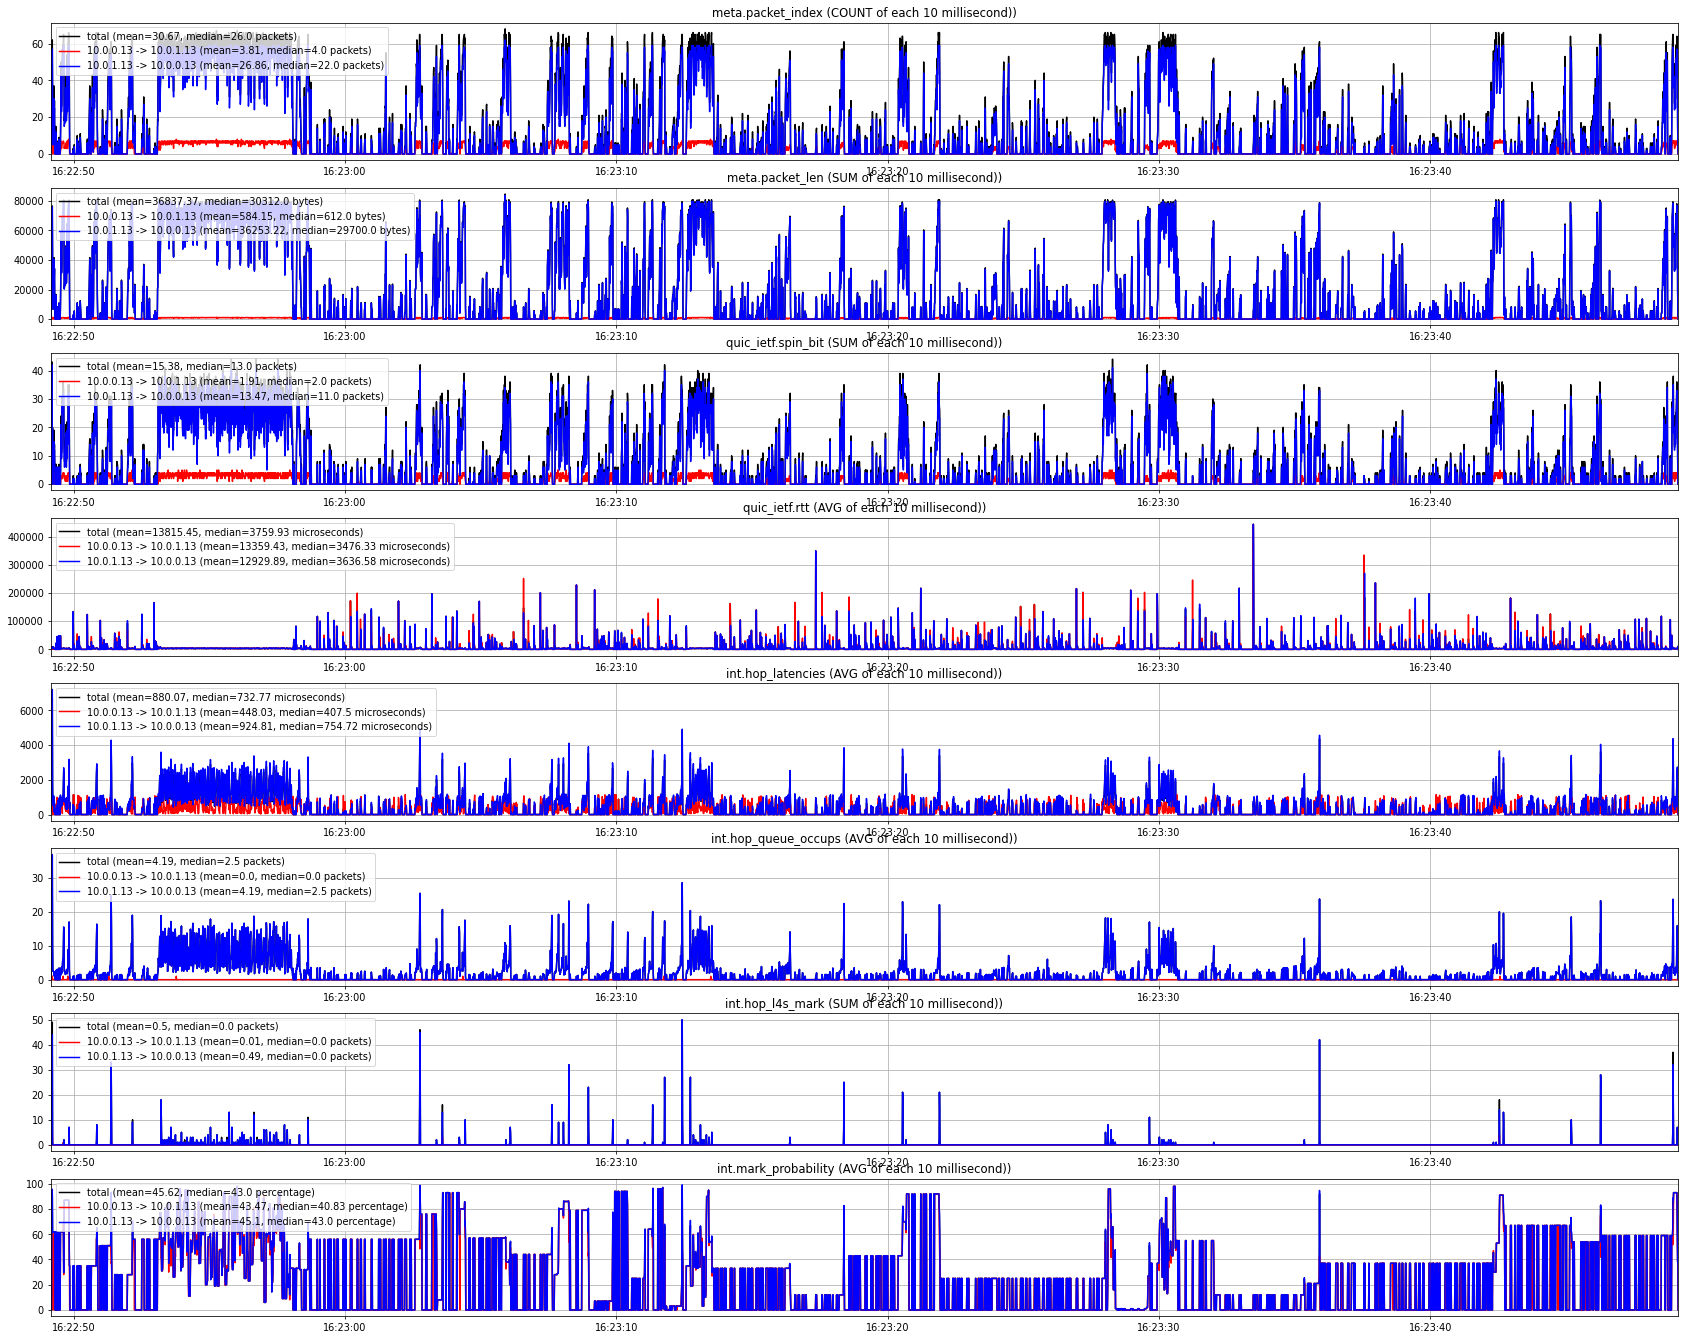 meta.packet_index (COUNT of each 10 millisecond))
total (mean=30.67, median=26.0 packets)
10.0.0.13 -> 10.0.1.13 (mean=3.81, median=4.0 packets)
10.0.1.13 -> 10.0.0.13 (mean=26.86, median=22.0 packets)
60
40
20
0
16:22:50 16:23:00 16:23:10 16:23:20 16:23:30 16:23:40
meta.packet_len (SUM of each 10 millisecond))
total (mean=36837.37, median=30312.0 bytes)
10.0.0.13 -> 10.0.1.13 (mean=584.15, median=612.0 bytes)
10.0.1.13 -> 10.0.0.13 (mean=36253.22, median=29700.0 bytes)
80000
60000
40000
20000
0
16:22:50 16:23:00 16:23:10 16:23:20 16:23:30 16:23:40
quic_ietf.spin_bit (SUM of each 10 millisecond))
total (mean=15.38, median=13.0 packets)
10.0.0.13 -> 10.0.1.13 (mean=1.91, median=2.0 packets)
10.0.1.13 -> 10.0.0.13 (mean=13.47, median=11.0 packets)
40
30
20
10
0
16:22:50 16:23:00 16:23:10 16:23:20 16:23:30 16:23:40
quic_ietf.rtt (AVG of each 10 millisecond))
total (mean=13815.45, median=3759.93 microseconds)
10.0.0.13 -> 10.0.1.13 (mean=13359.43, median=3476.33 microseconds)
10.0.1.13 -> 10.0.0.13 (mean=12929.89, median=3636.58 microseconds)
400000
300000
200000
100000
0
16:22:50 16:23:00 16:23:10 16:23:20 16:23:30 16:23:40
int.hop_latencies (AVG of each 10 millisecond))
total (mean=880.07, median=732.77 microseconds)
10.0.0.13 -> 10.0.1.13 (mean=448.03, median=407.5 microseconds)
10.0.1.13 -> 10.0.0.13 (mean=924.81, median=754.72 microseconds)
6000
4000
2000
0
16:22:50 16:23:00 16:23:10 16:23:20 16:23:30 16:23:40
int.hop_queue_occups (AVG of each 10 millisecond))
total (mean=4.19, median=2.5 packets)
10.0.0.13 -> 10.0.1.13 (mean=0.0, median=0.0 packets)
10.0.1.13 -> 10.0.0.13 (mean=4.19, median=2.5 packets)
30
20
10
0
16:22:50 16:23:00 16:23:10 16:23:20 16:23:30 16:23:40
int.hop_l4s_mark (SUM of each 10 millisecond))
total (mean=0.5, median=0.0 packets)
10.0.0.13 -> 10.0.1.13 (mean=0.01, median=0.0 packets)
10.0.1.13 -> 10.0.0.13 (mean=0.49, median=0.0 packets)
50
40
30
20
10
0
16:22:50 16:23:00 16:23:10 16:23:20 16:23:30 16:23:40
int.mark_probability (AVG of each 10 millisecond))
total (mean=45.62, median=43.0 percentage)
10.0.0.13 -> 10.0.1.13 (mean=43.47, median=40.83 percentage)
10.0.1.13 -> 10.0.0.13 (mean=45.1, median=43.0 percentage)
100
80
60
40
20
0
16:22:50 16:23:00 16:23:10 16:23:20 16:23:30 16:23:40